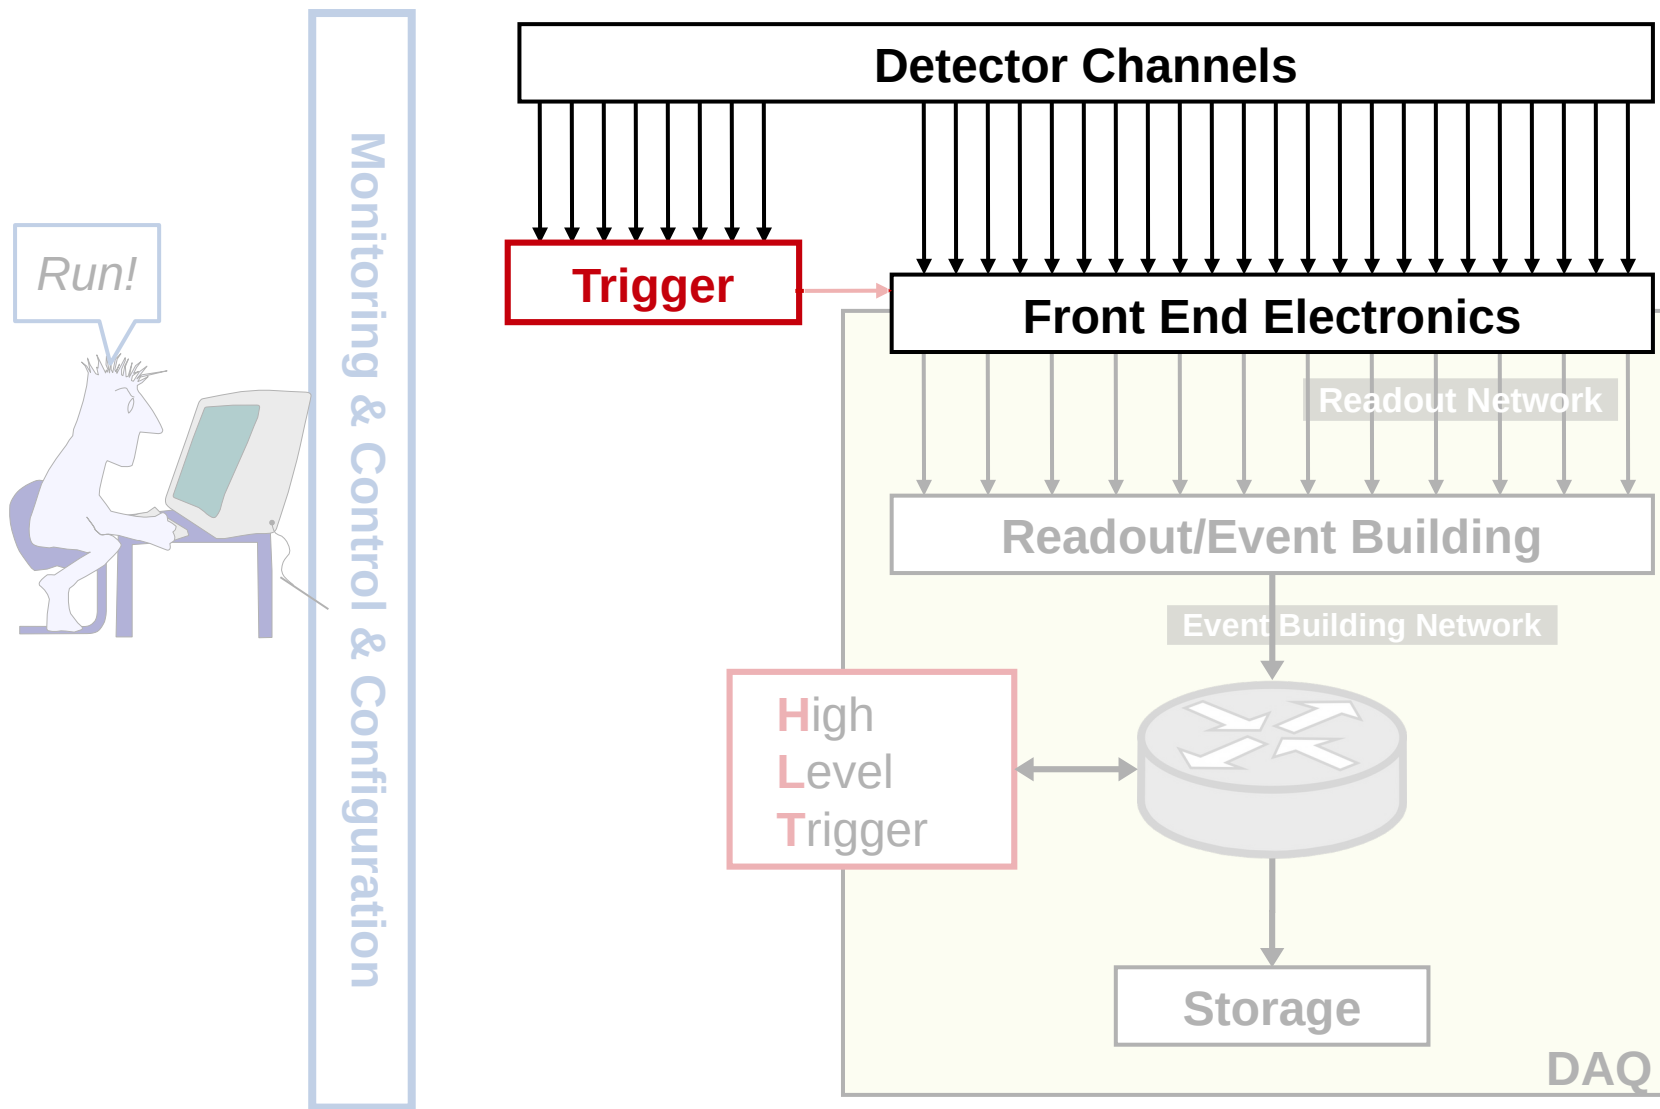 Detector Channels
Monitoring & Control & Configuration
Run!
Trigger
Front End Electronics
Readout Network
Readout/Event Building
Event Building Network
High
Level
Trigger
Storage
DAQ